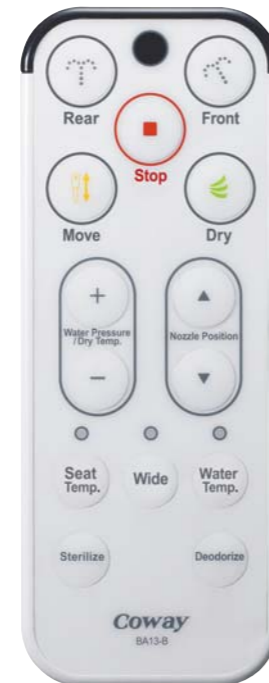 Rear
Front
Stop
Move
Dry
+
Water Pressure
/Dry Temp.
−
Nozzle Position
Seat
Temp.
Wide
Water
Temp.
Sterilize
Deodorize
Coway
BA13-B